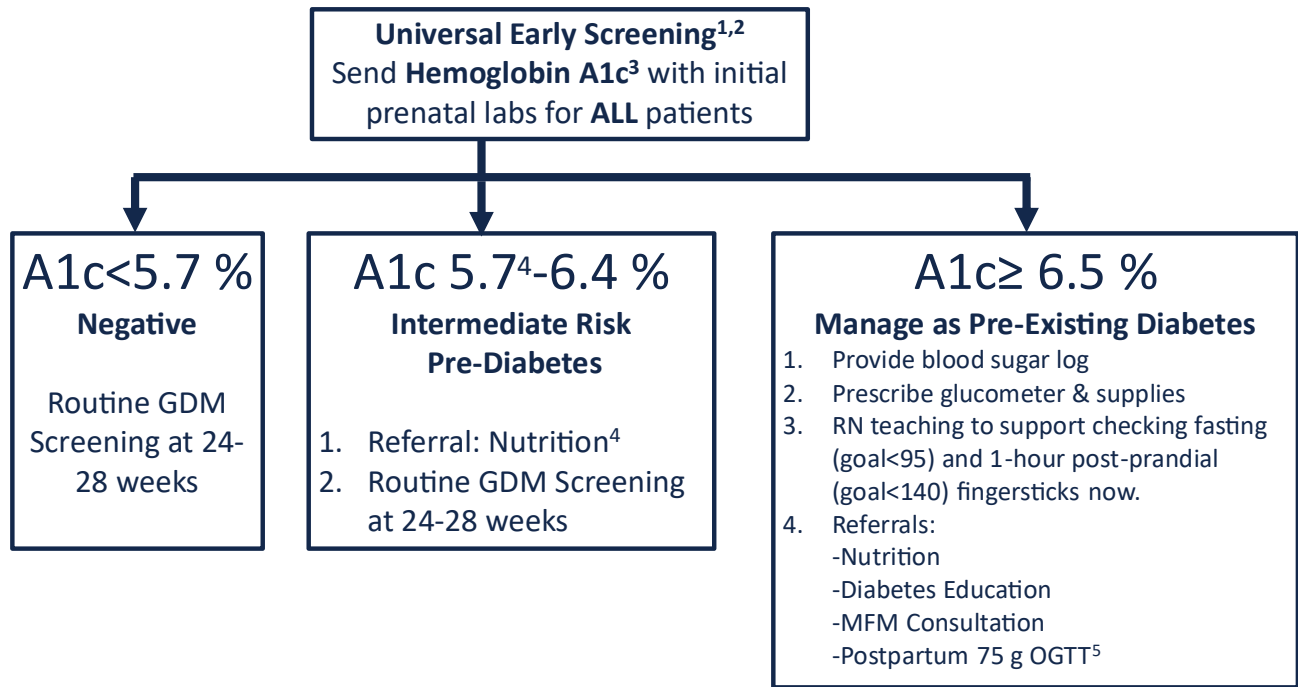 Universal Early Screening1,2
Send Hemoglobin A1c3 with initial
prenatal labs for ALL patients
A1c<5.7 %
Negative
Routine GDM
Screening at 24-
28 weeks
A1c 5.74-6.4 %
Intermediate Risk
Pre-Diabetes
1. Referral: Nutrition4
2. Routine GDM Screening
at 24-28 weeks
A1c≥ 6.5 %
Manage as Pre-Existing Diabetes
1. Provide blood sugar log
2. Prescribe glucometer & supplies
3. RN teaching to support checking fasting
(goal<95) and 1-hour post-prandial
(goal<140) fingersticks now.
4. Referrals:
-Nutrition
-Diabetes Education
-MFM Consultation
-Postpartum 75 g OGTT5